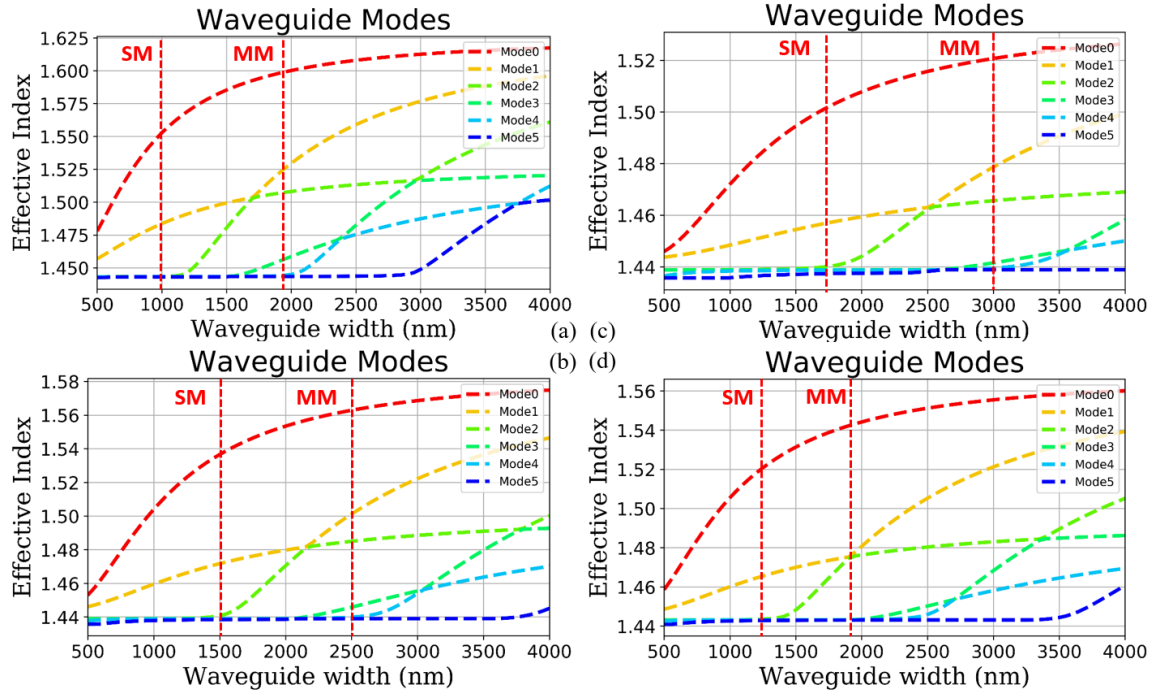 Waveguide Modes
SM
MM
Mode0
Mode1
Mode2
Mode3
Mode4
Mode5
Effective Index
1.625
1.600
1.575
1.550
1.525
1.500
1.475
1.450
500 1000 1500 2000 2500 3000 3500 4000
Waveguide width (nm)
(a)
Waveguide Modes
SM
MM
Mode0
Mode1
Mode2
Mode3
Mode4
Mode5
Effective Index
1.52
1.50
1.48
1.46
1.44
500 1000 1500 2000 2500 3000 3500 4000
Waveguide width (nm)
(c)
Waveguide Modes
(b)
SM
MM
Mode0
Mode1
Mode2
Mode3
Mode4
Mode5
Effective Index
1.58
1.56
1.54
1.52
1.50
1.48
1.46
1.44
500 1000 1500 2000 2500 3000 3500 4000
Waveguide width (nm)
(d)
Waveguide Modes
SM
MM
Mode0
Mode1
Mode2
Mode3
Mode4
Mode5
Effective Index
1.56
1.54
1.52
1.50
1.48
1.46
1.44
500 1000 1500 2000 2500 3000 3500 4000
Waveguide width (nm)